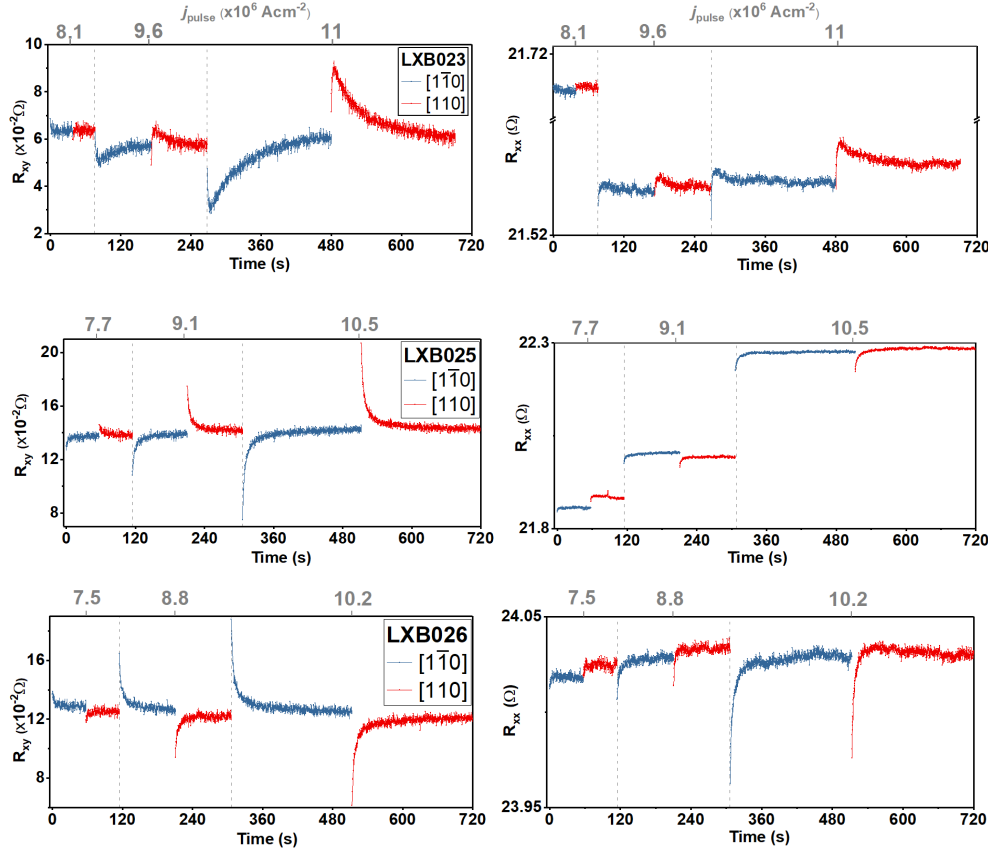 j_pulse (x10^6 Acm^-2)
8.1 9.6 11
10
8
6
4
2
R_xy (x10^-2Ω)
LXB023
[11̄0]
[110]
0 120 240 360 480 600 720
Time (s)
j_pulse (x10^6 Acm^-2)
8.1 9.6 11
21.72
21.52
R_xx (Ω)
0 120 240 360 480 600 720
Time (s)
7.7 9.1 10.5
20
16
12
8
R_xy (x10^-2Ω)
LXB025
[11̄0]
[110]
0 120 240 360 480 600 720
Time (s)
7.7 9.1 10.5
22.3
21.8
R_xx (Ω)
0 120 240 360 480 600 720
Time (s)
7.5 8.8 10.2
16
12
8
R_xy (x10^-2Ω)
LXB026
[11̄0]
[110]
0 120 240 360 480 600 720
Time (s)
7.5 8.8 10.2
24.05
23.95
R_xx (Ω)
0 120 240 360 480 600 720
Time (s)